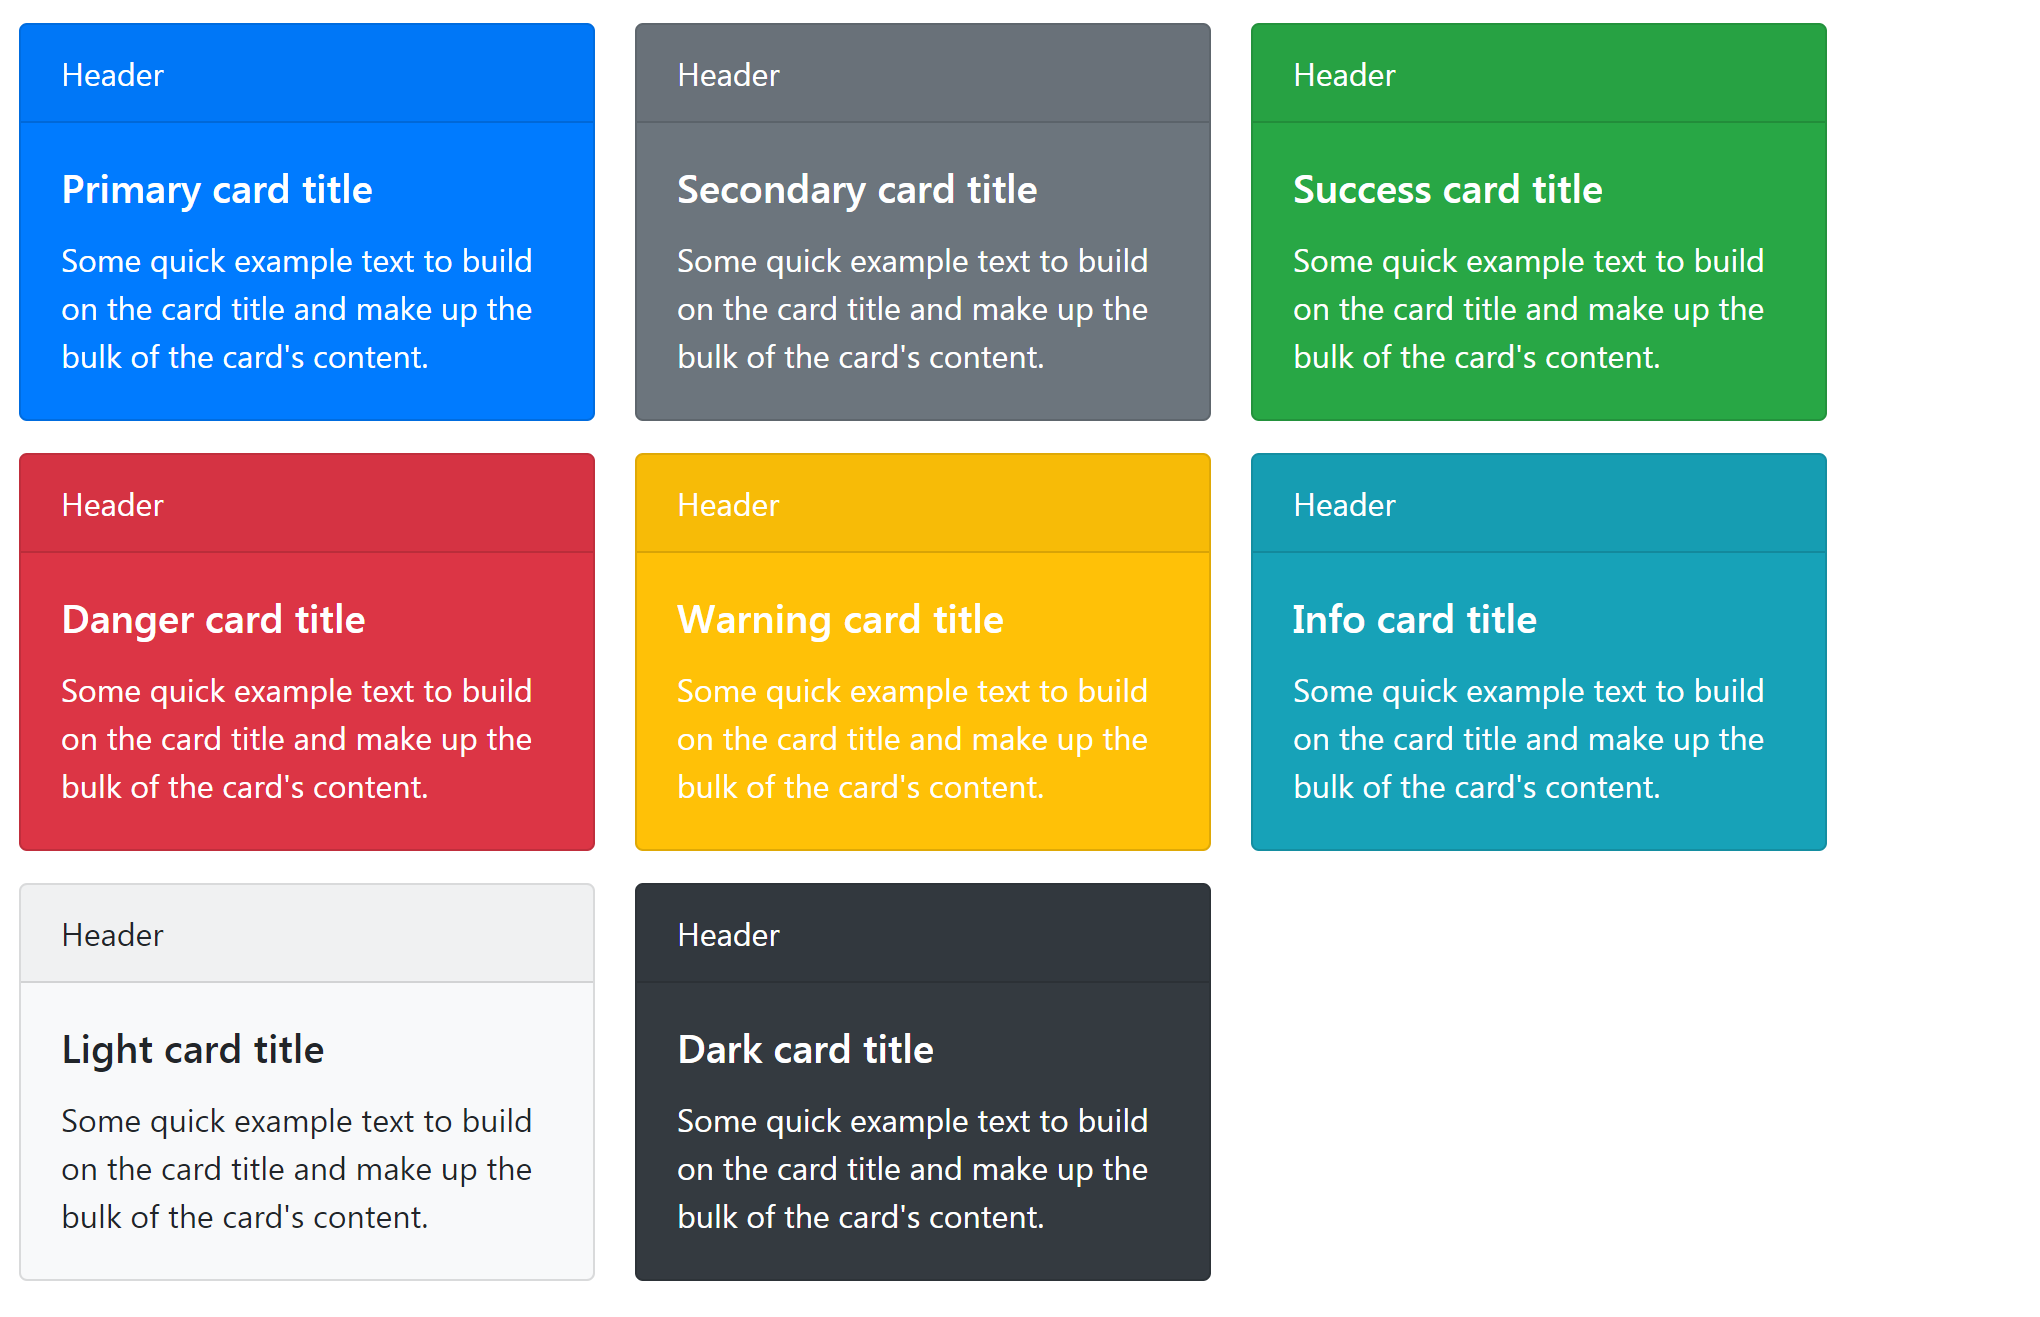 Header
Primary card title
Some quick example text to build
on the card title and make up the
bulk of the card's content.
Header
Secondary card title
Some quick example text to build
on the card title and make up the
bulk of the card's content.
Header
Success card title
Some quick example text to build
on the card title and make up the
bulk of the card's content.
Header
Danger card title
Some quick example text to build
on the card title and make up the
bulk of the card's content.
Header
Warning card title
Some quick example text to build
on the card title and make up the
bulk of the card's content.
Header
Info card title
Some quick example text to build
on the card title and make up the
bulk of the card's content.
Header
Light card title
Some quick example text to build
on the card title and make up the
bulk of the card's content.
Header
Dark card title
Some quick example text to build
on the card title and make up the
bulk of the card's content.